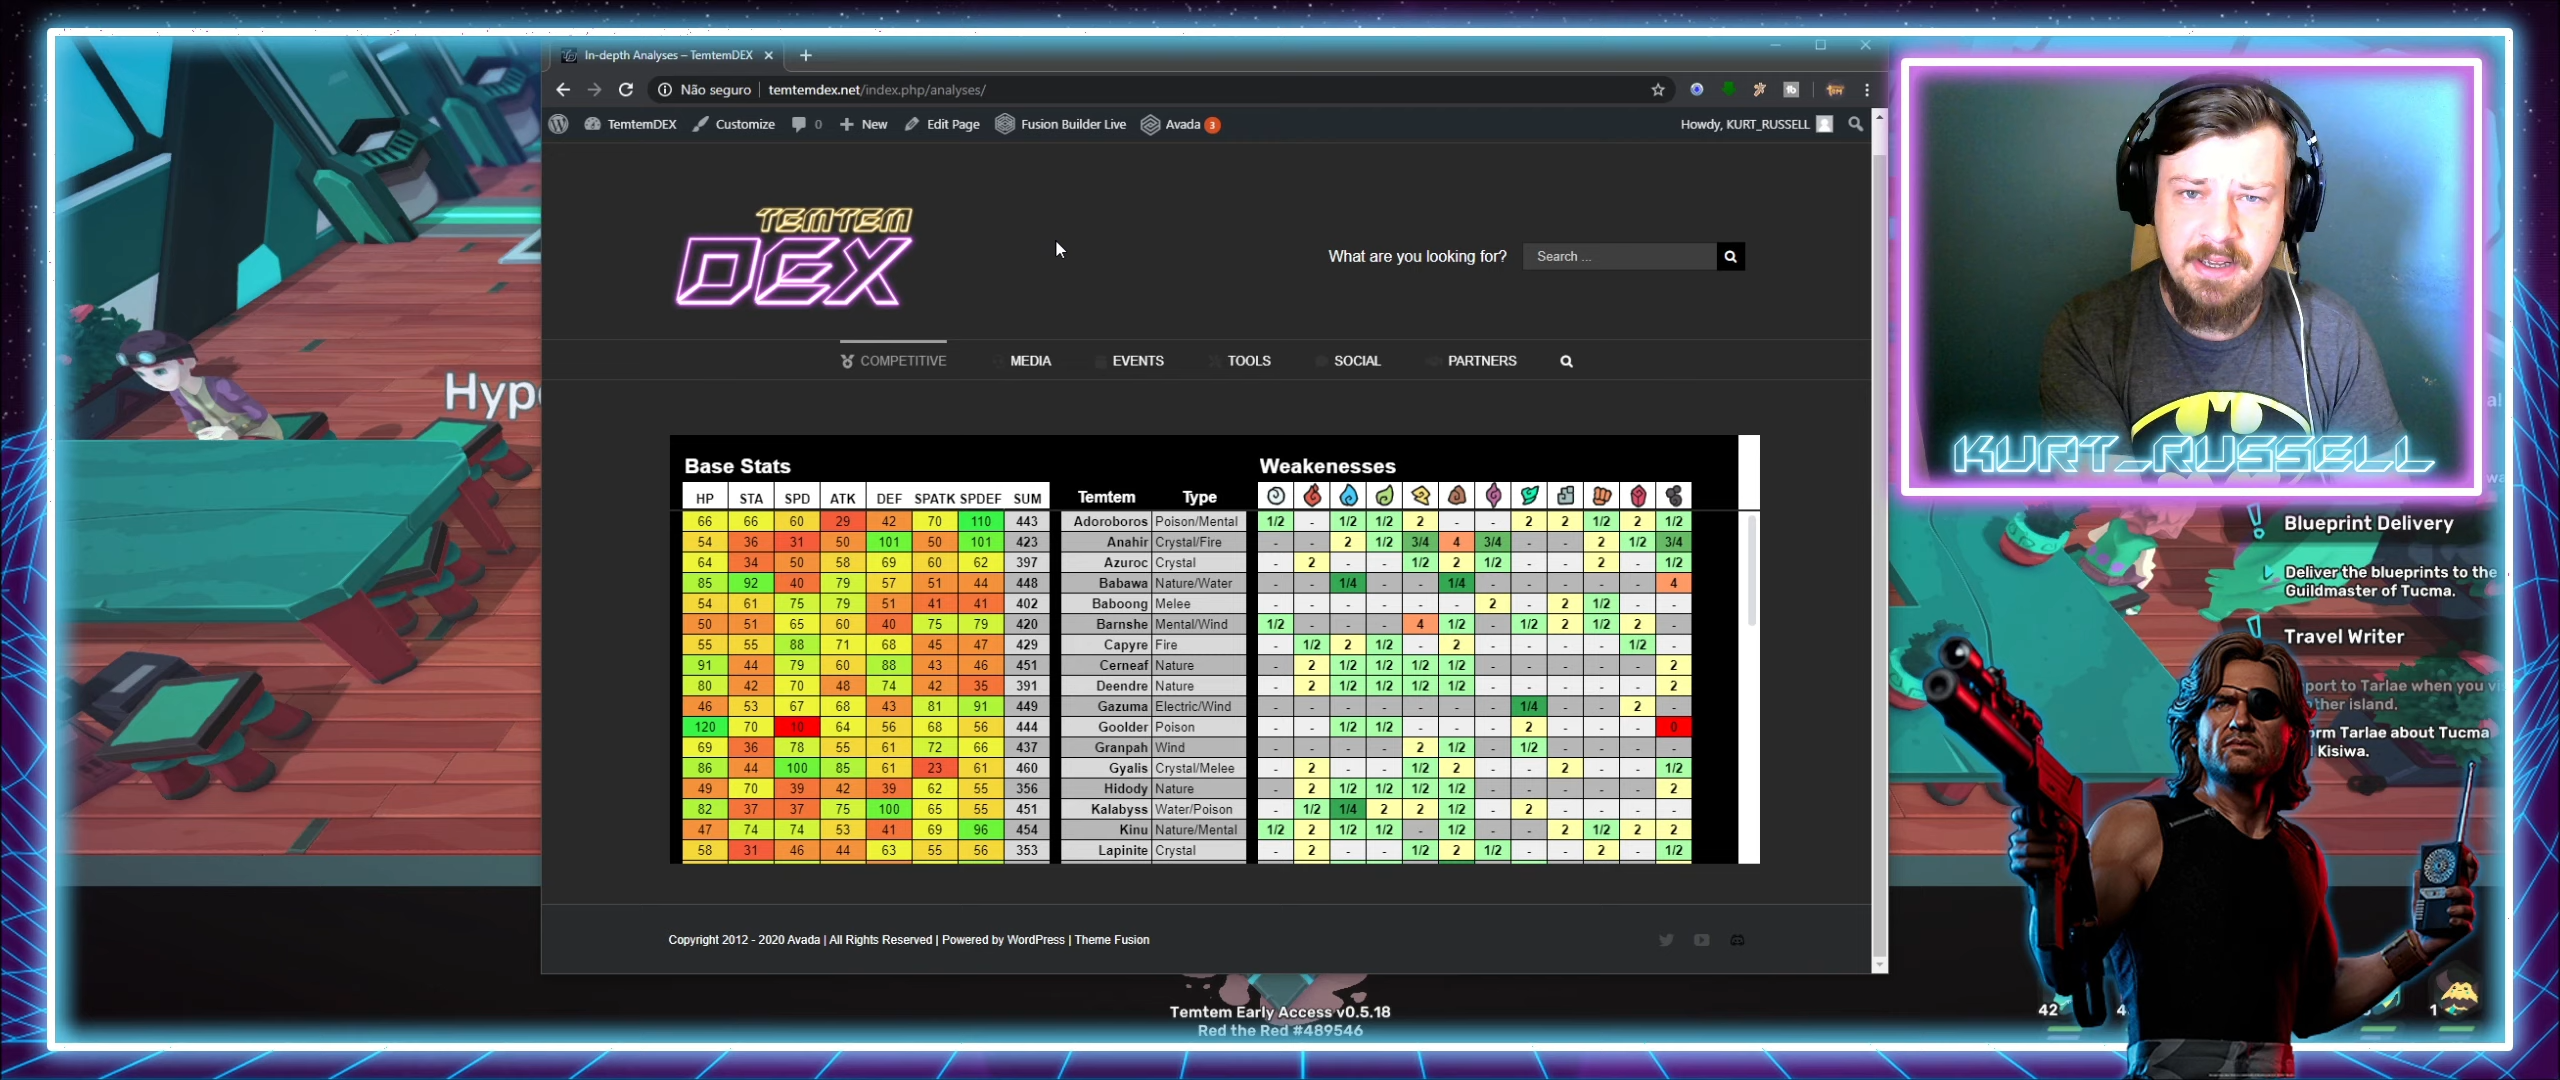 In-depth Analyses – TemtemDEX
Não seguro | temtemdex.net/index.php/analyses/
TemtemDEX Customize 0 New Edit Page Fusion Builder Live Avada 3 Howdy, KURT_RUSSELL
TEMTEM
DEX
What are you looking for? Search ...
COMPETITIVE MEDIA EVENTS TOOLS SOCIAL PARTNERS
Base Stats Weakenesses
HP STA SPD ATK DEF SPATK SPDEF SUM Temtem Type
66 66 60 29 42 70 110 443 Adoroboros Poison/Mental 1/2 - 1/2 1/2 2 - - 2 2 1/2 2 1/2
54 36 31 50 101 50 101 423 Anahir Crystal/Fire - - 2 1/2 3/4 4 3/4 - - 2 1/2 3/4
64 34 50 58 69 60 62 397 Azuroc Crystal - 2 - - 1/2 2 1/2 - - 2 - 1/2
85 92 40 79 57 51 44 448 Babawa Nature/Water - - 1/4 - - 1/4 - - - - - 4
54 61 75 79 51 41 41 402 Baboong Melee - - - - - - 2 - 2 1/2 - -
50 51 65 60 40 75 79 420 Barnshe Mental/Wind 1/2 - - - 4 1/2 - 1/2 2 1/2 2 -
55 55 88 71 68 45 47 429 Capyre Fire - 1/2 2 1/2 - 2 - - - - 1/2 -
91 44 79 60 88 43 46 451 Cerneaf Nature - 2 1/2 1/2 1/2 1/2 - - - - - 2
80 42 70 48 74 42 35 391 Deendre Nature - 2 1/2 1/2 1/2 1/2 - - - - - 2
46 53 67 68 43 81 91 449 Gazuma Electric/Wind - - - - - - - 1/4 - - 2 -
120 70 10 64 56 68 56 444 Goolder Poison - - 1/2 1/2 - - - 2 - - - 0
69 36 78 55 61 72 66 437 Granpah Wind - - - - 2 1/2 - 1/2 - - - -
86 44 100 85 61 23 61 460 Gyalis Crystal/Melee - 2 - - 1/2 2 - - 2 - - 1/2
49 70 39 42 39 62 55 356 Hidody Nature - 2 1/2 1/2 1/2 1/2 - - - - - 2
82 37 37 75 100 65 55 451 Kalabyss Water/Poison - 1/2 1/4 2 2 1/2 - 2 - - - -
47 74 74 53 41 69 96 454 Kinu Nature/Mental 1/2 2 1/2 1/2 - 1/2 - - 2 1/2 2 2
58 31 46 44 63 55 56 353 Lapinite Crystal - 2 - - 1/2 2 1/2 - - 2 - 1/2
Copyright 2012 - 2020 Avada | All Rights Reserved | Powered by WordPress | Theme Fusion
Hyp
KURT_RUSSELL
Blueprint Delivery
Deliver the blueprints to the
Guildmaster of Tucma.
Travel Writer
port to Tarlae when you vi
ther island.
orm Tarlae about Tucma
Kisiwa.
Temtem Early Access v0.5.18
Red the Red #489546
42 4 1